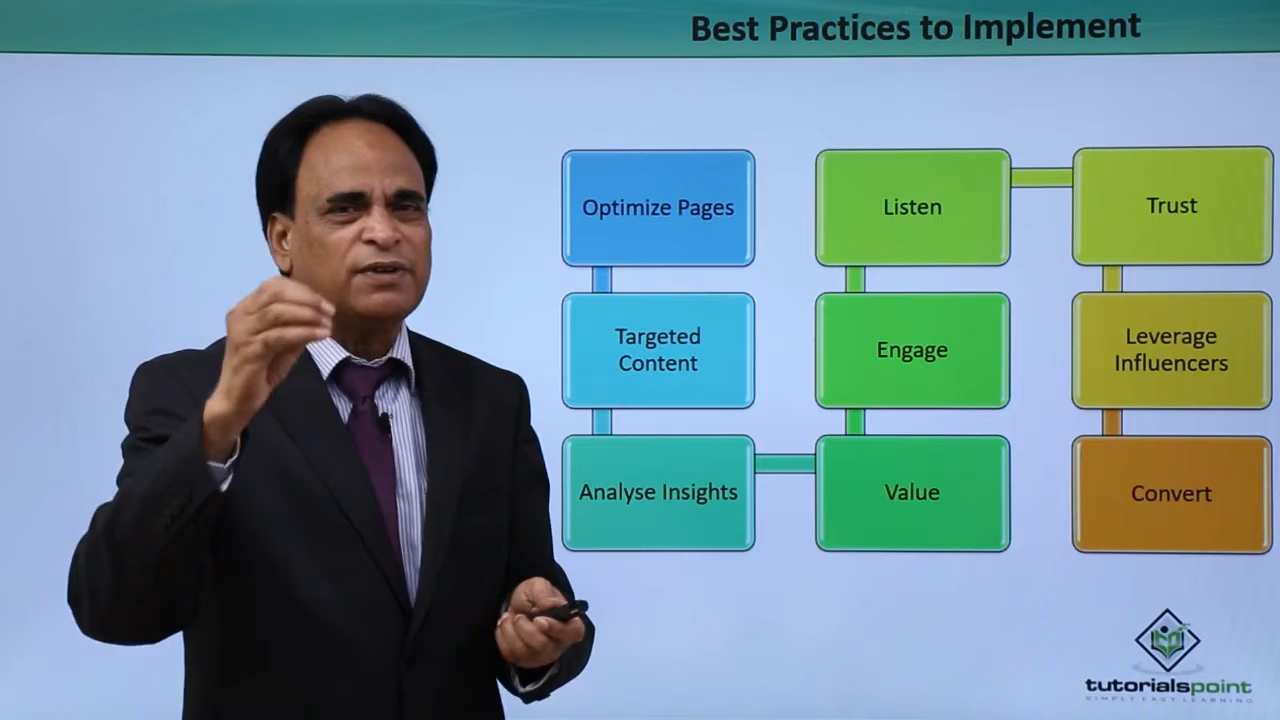 Best Practices to Implement
Optimize Pages
Targeted
Content
Analyse Insights
Value
Engage
Listen
Trust
Leverage
Influencers
Convert
tutorialspoint
SIMPLY EASY LEARNING